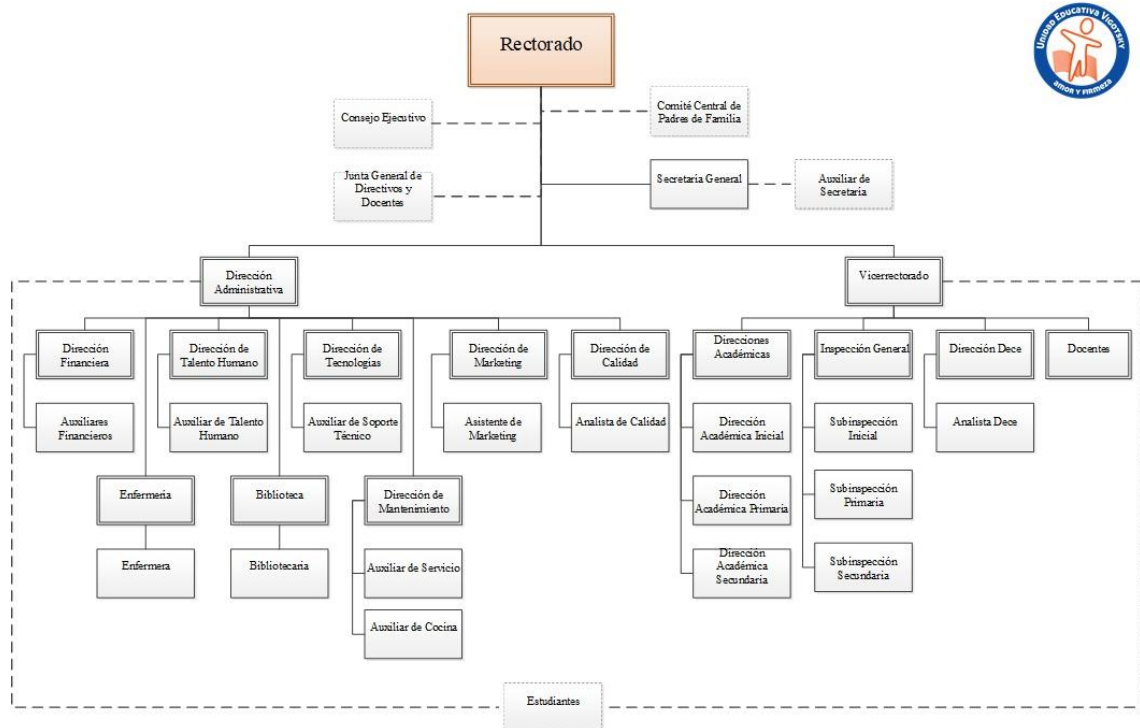 Rectorado
UNIDAD EDUCATIVA VIGOTSKY
AMOR Y FIRMEZA
Consejo Ejecutivo
Comité Central de
Padres de Familia
Junta General de
Directivos y
Docentes
Secretaria General
Auxiliar de
Secretaria
Dirección
Administrativa
Vicerrectorado
Dirección
Financiera
Dirección de
Talento Humano
Dirección de
Tecnologías
Dirección de
Marketing
Dirección de
Calidad
Direcciones
Académicas
Inspección General
Dirección Dece
Docentes
Auxiliares
Financieros
Auxiliar de Talento
Humano
Auxiliar de Soporte
Técnico
Asistente de
Marketing
Analista de Calidad
Dirección
Académica Inicial
Subinspección
Inicial
Analista Dece
Enfermería
Biblioteca
Dirección de
Mantenimiento
Dirección
Académica Primaria
Subinspección
Primaria
Enfermera
Bibliotecaria
Auxiliar de Servicio
Dirección
Académica
Secundaria
Subinspección
Secundaria
Auxiliar de Cocina
Estudiantes